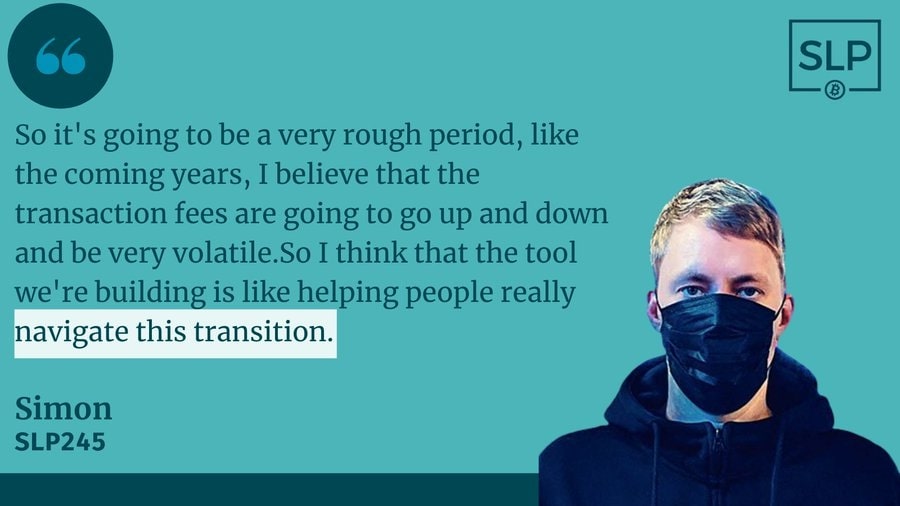 SLP
So it's going to be a very rough period, like
the coming years, I believe that the
transaction fees are going to go up and down
and be very volatile.So I think that the tool
we're building is like helping people really
navigate this transition.
Simon
SLP245